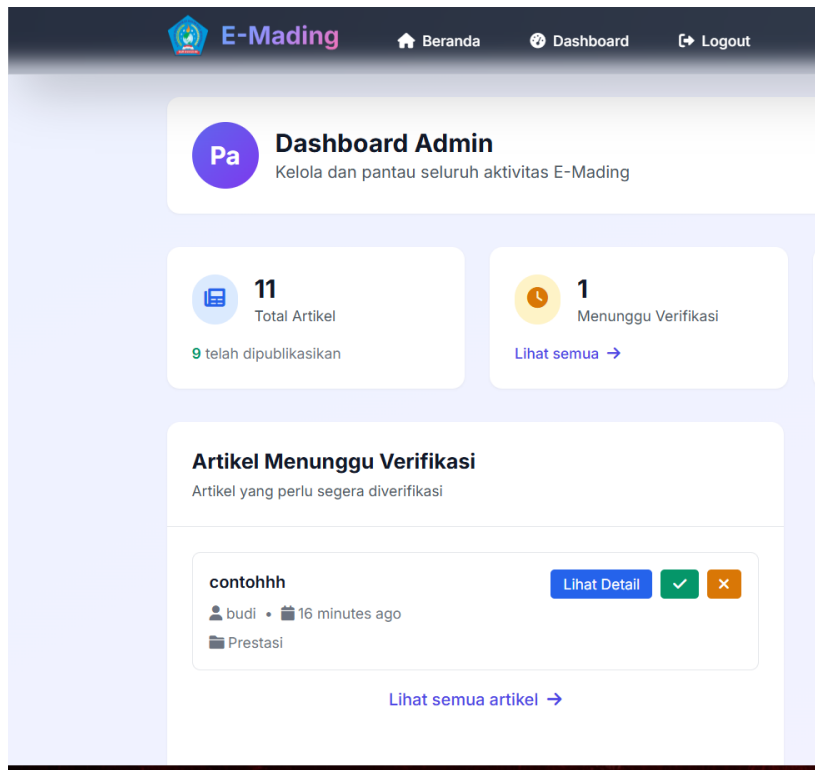 E-Mading
Beranda
Dashboard
Logout
Pa
Dashboard Admin
Kelola dan pantau seluruh aktivitas E-Mading
11
Total Artikel
9 telah dipublikasikan
1
Menunggu Verifikasi
Lihat semua →
Artikel Menunggu Verifikasi
Artikel yang perlu segera diverifikasi
contohhh
Lihat Detail
budi • 16 minutes ago
Prestasi
Lihat semua artikel →